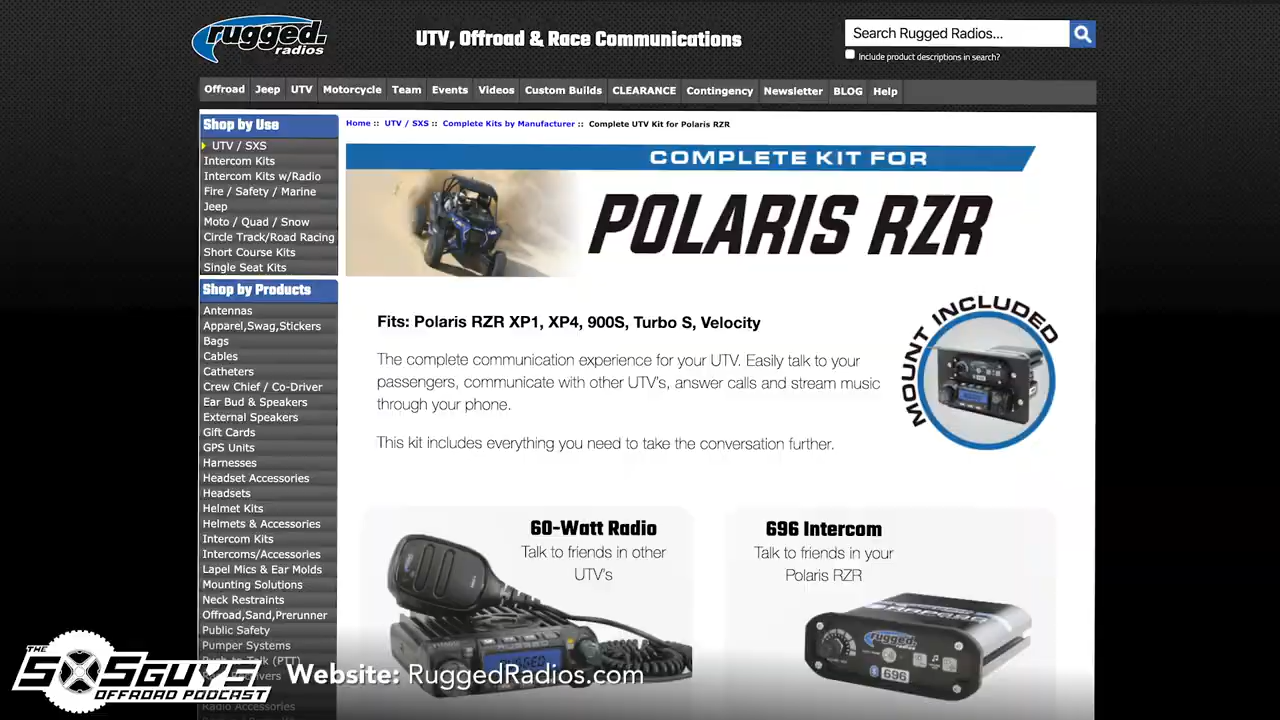 rugged
radios
UTV, Offroad & Race Communications
Search Rugged Radios...
Include product descriptions in search?
Offroad Jeep UTV Motorcycle Team Events Videos Custom Builds CLEARANCE Contingency Newsletter BLOG Help
Shop by Use
UTV / SXS
Intercom Kits
Intercom Kits w/Radio
Fire / Safety / Marine
Jeep
Moto / Quad / Snow
Circle Track/Road Racing
Short Course Kits
Single Seat Kits
Shop by Products
Antennas
Apparel,Swag,Stickers
Bags
Cables
Catheters
Crew Chief / Co-Driver
Ear Bud & Speakers
External Speakers
Gift Cards
GPS Units
Harnesses
Headset Accessories
Headsets
Helmet Kits
Helmets & Accessories
Intercom Kits
Intercoms/Accessories
Lapel Mics & Ear Molds
Mounting Solutions
Neck Restraints
Offroad,Sand,Prerunner
Public Safety
Pumper Systems
Radio Accessories
Home :: UTV / SXS :: Complete Kits by Manufacturer :: Complete UTV Kit for Polaris RZR
COMPLETE KIT FOR
POLARIS RZR
Fits: Polaris RZR XP1, XP4, 900S, Turbo S, Velocity
The complete communication experience for your UTV. Easily talk to your
passengers, communicate with other UTV's, answer calls and stream music
through your phone.
This kit includes everything you need to take the conversation further.
MOUNT INCLUDED
60-Watt Radio
Talk to friends in other
UTV's
RUGGED
696 Intercom
Talk to friends in your
Polaris RZR
rugged
radios
696
THE
SXSGUYS
OFFROAD PODCAST
Website: RuggedRadios.com